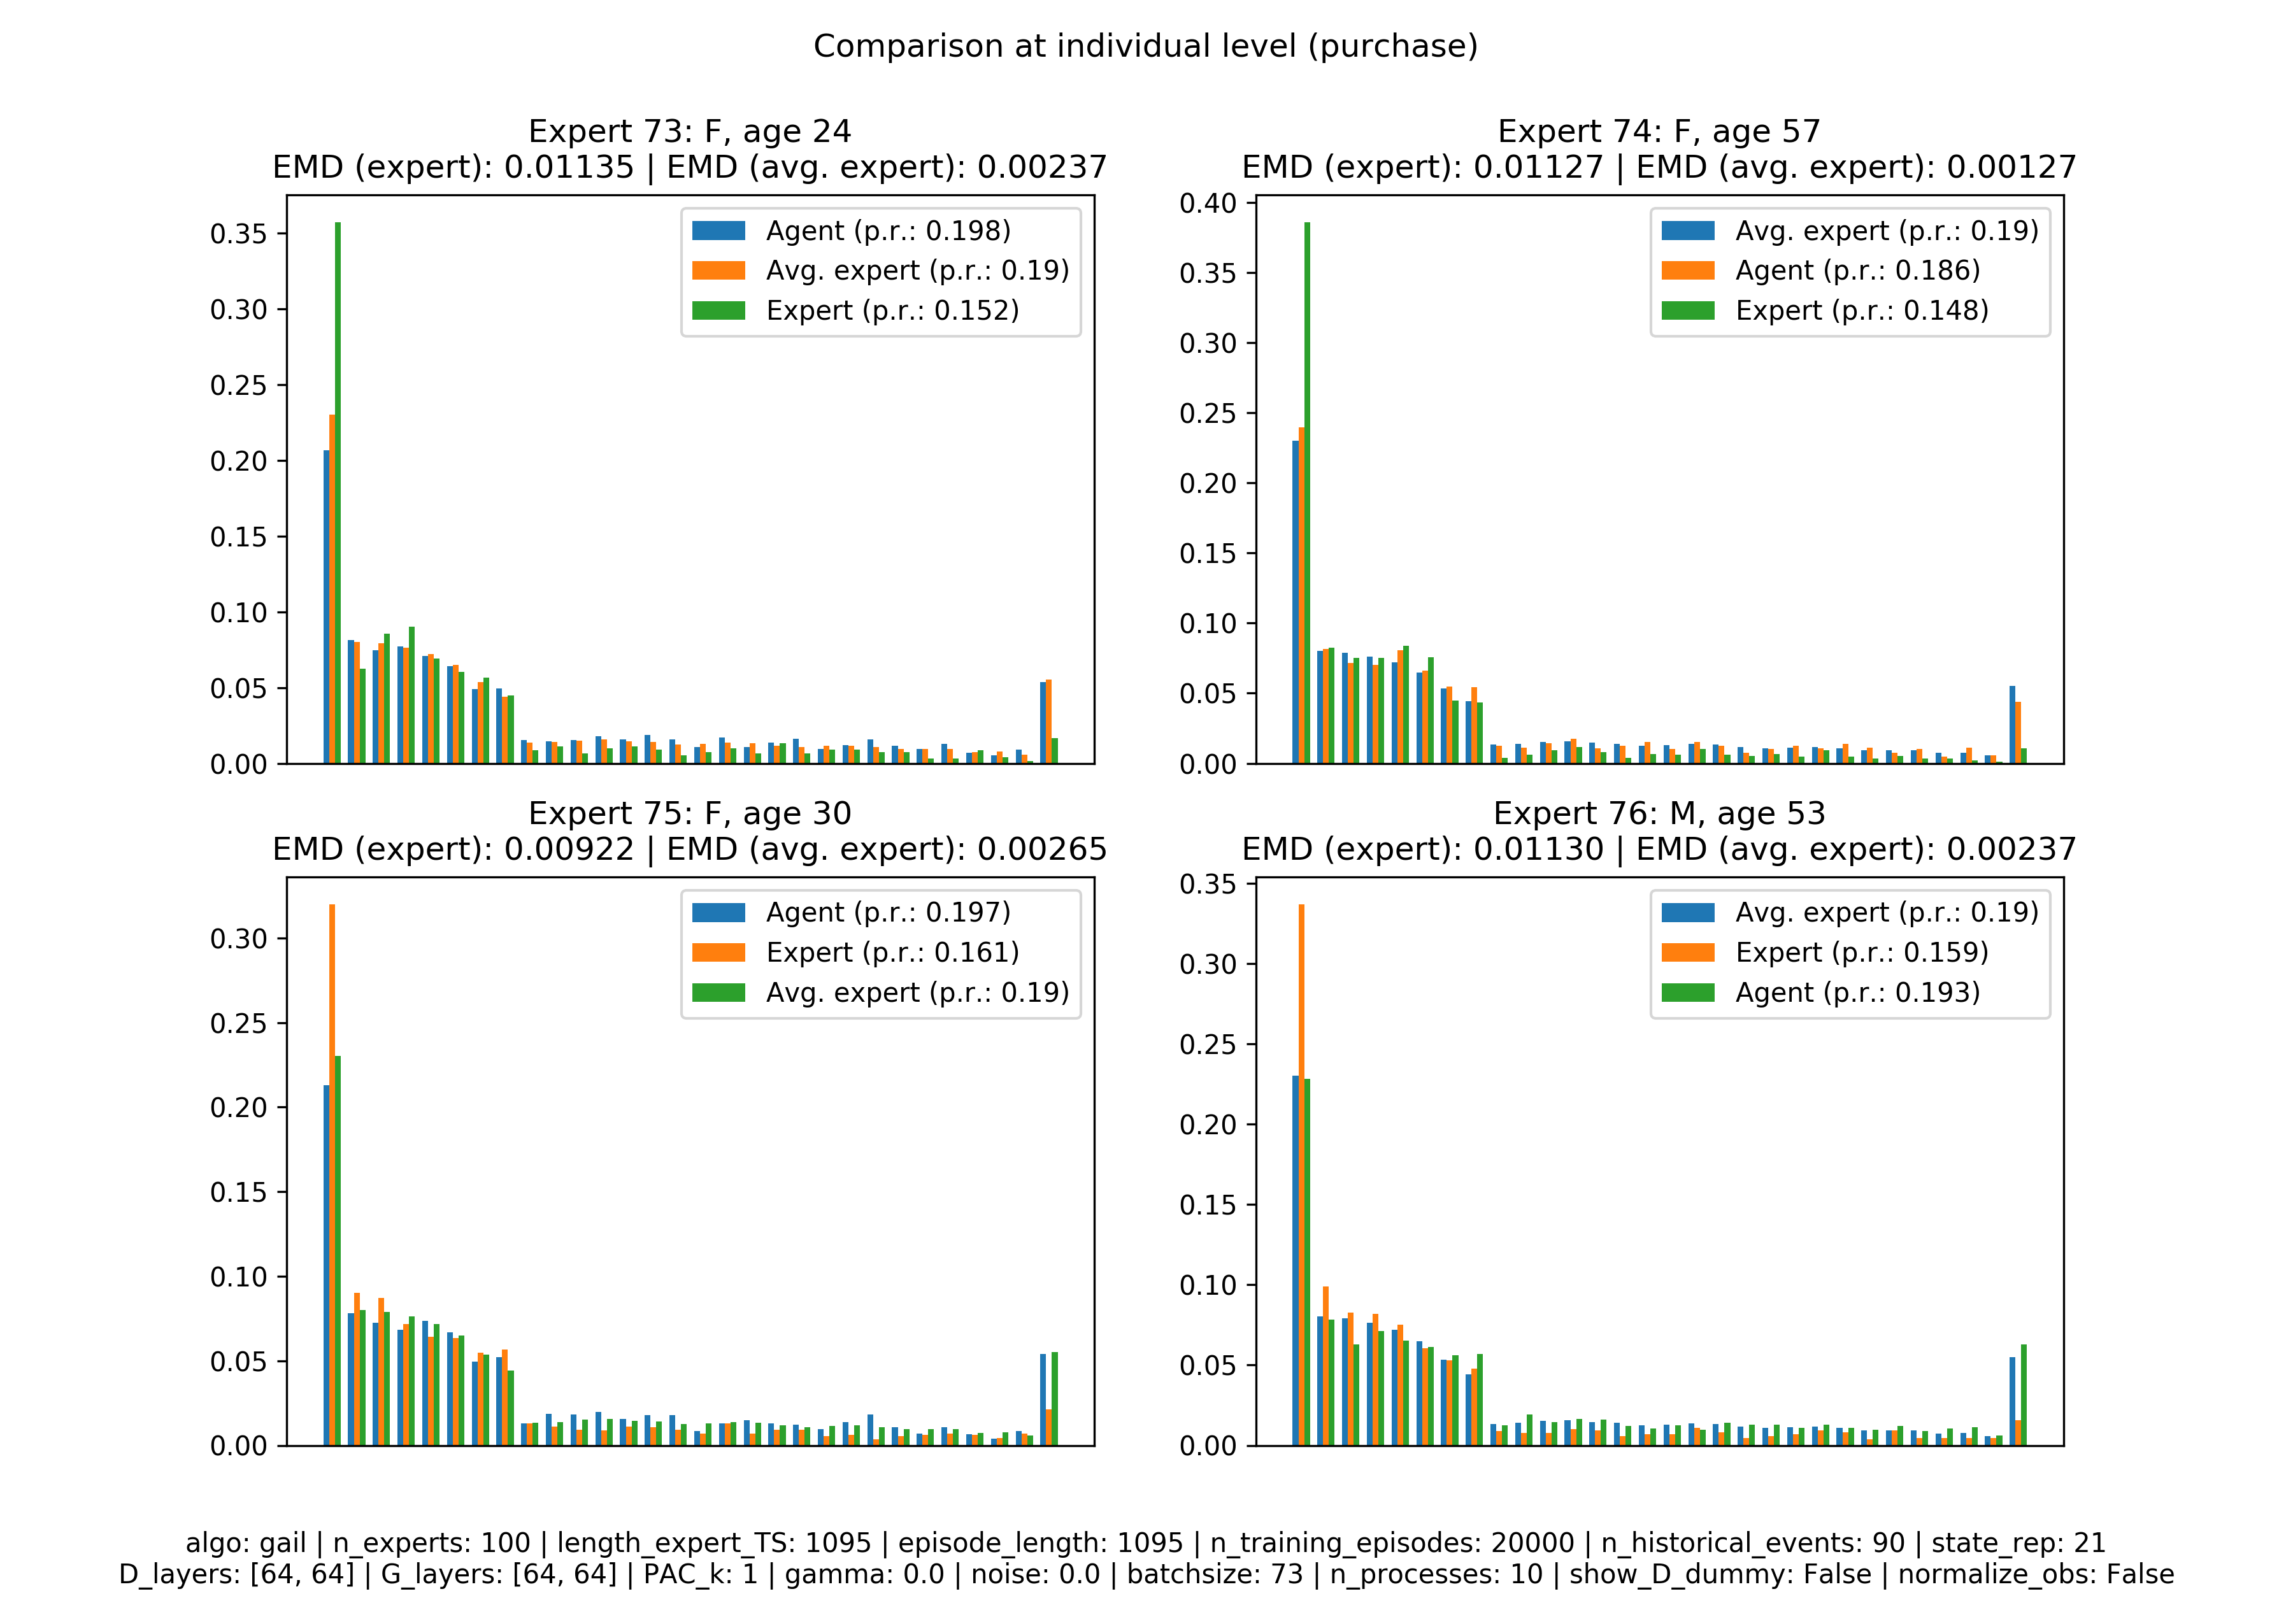 Comparison at individual level (purchase)
Expert 73: F, age 24
EMD (expert): 0.01135 | EMD (avg. expert): 0.00237
0.35
0.30
0.25
0.20
0.15
0.10
0.05
0.00
Agent (p.r.: 0.198)
Avg. expert (p.r.: 0.19)
Expert (p.r.: 0.152)
Expert 74: F, age 57
EMD (expert): 0.01127 | EMD (avg. expert): 0.00127
0.40
0.35
0.30
0.25
0.20
0.15
0.10
0.05
0.00
Avg. expert (p.r.: 0.19)
Agent (p.r.: 0.186)
Expert (p.r.: 0.148)
Expert 75: F, age 30
EMD (expert): 0.00922 | EMD (avg. expert): 0.00265
0.30
0.25
0.20
0.15
0.10
0.05
0.00
Agent (p.r.: 0.197)
Expert (p.r.: 0.161)
Avg. expert (p.r.: 0.19)
Expert 76: M, age 53
EMD (expert): 0.01130 | EMD (avg. expert): 0.00237
0.35
0.30
0.25
0.20
0.15
0.10
0.05
0.00
Avg. expert (p.r.: 0.19)
Expert (p.r.: 0.159)
Agent (p.r.: 0.193)
algo: gail | n_experts: 100 | length_expert_TS: 1095 | episode_length: 1095 | n_training_episodes: 20000 | n_historical_events: 90 | state_rep: 21
D_layers: [64, 64] | G_layers: [64, 64] | PAC_k: 1 | gamma: 0.0 | noise: 0.0 | batchsize: 73 | n_processes: 10 | show_D_dummy: False | normalize_obs: False